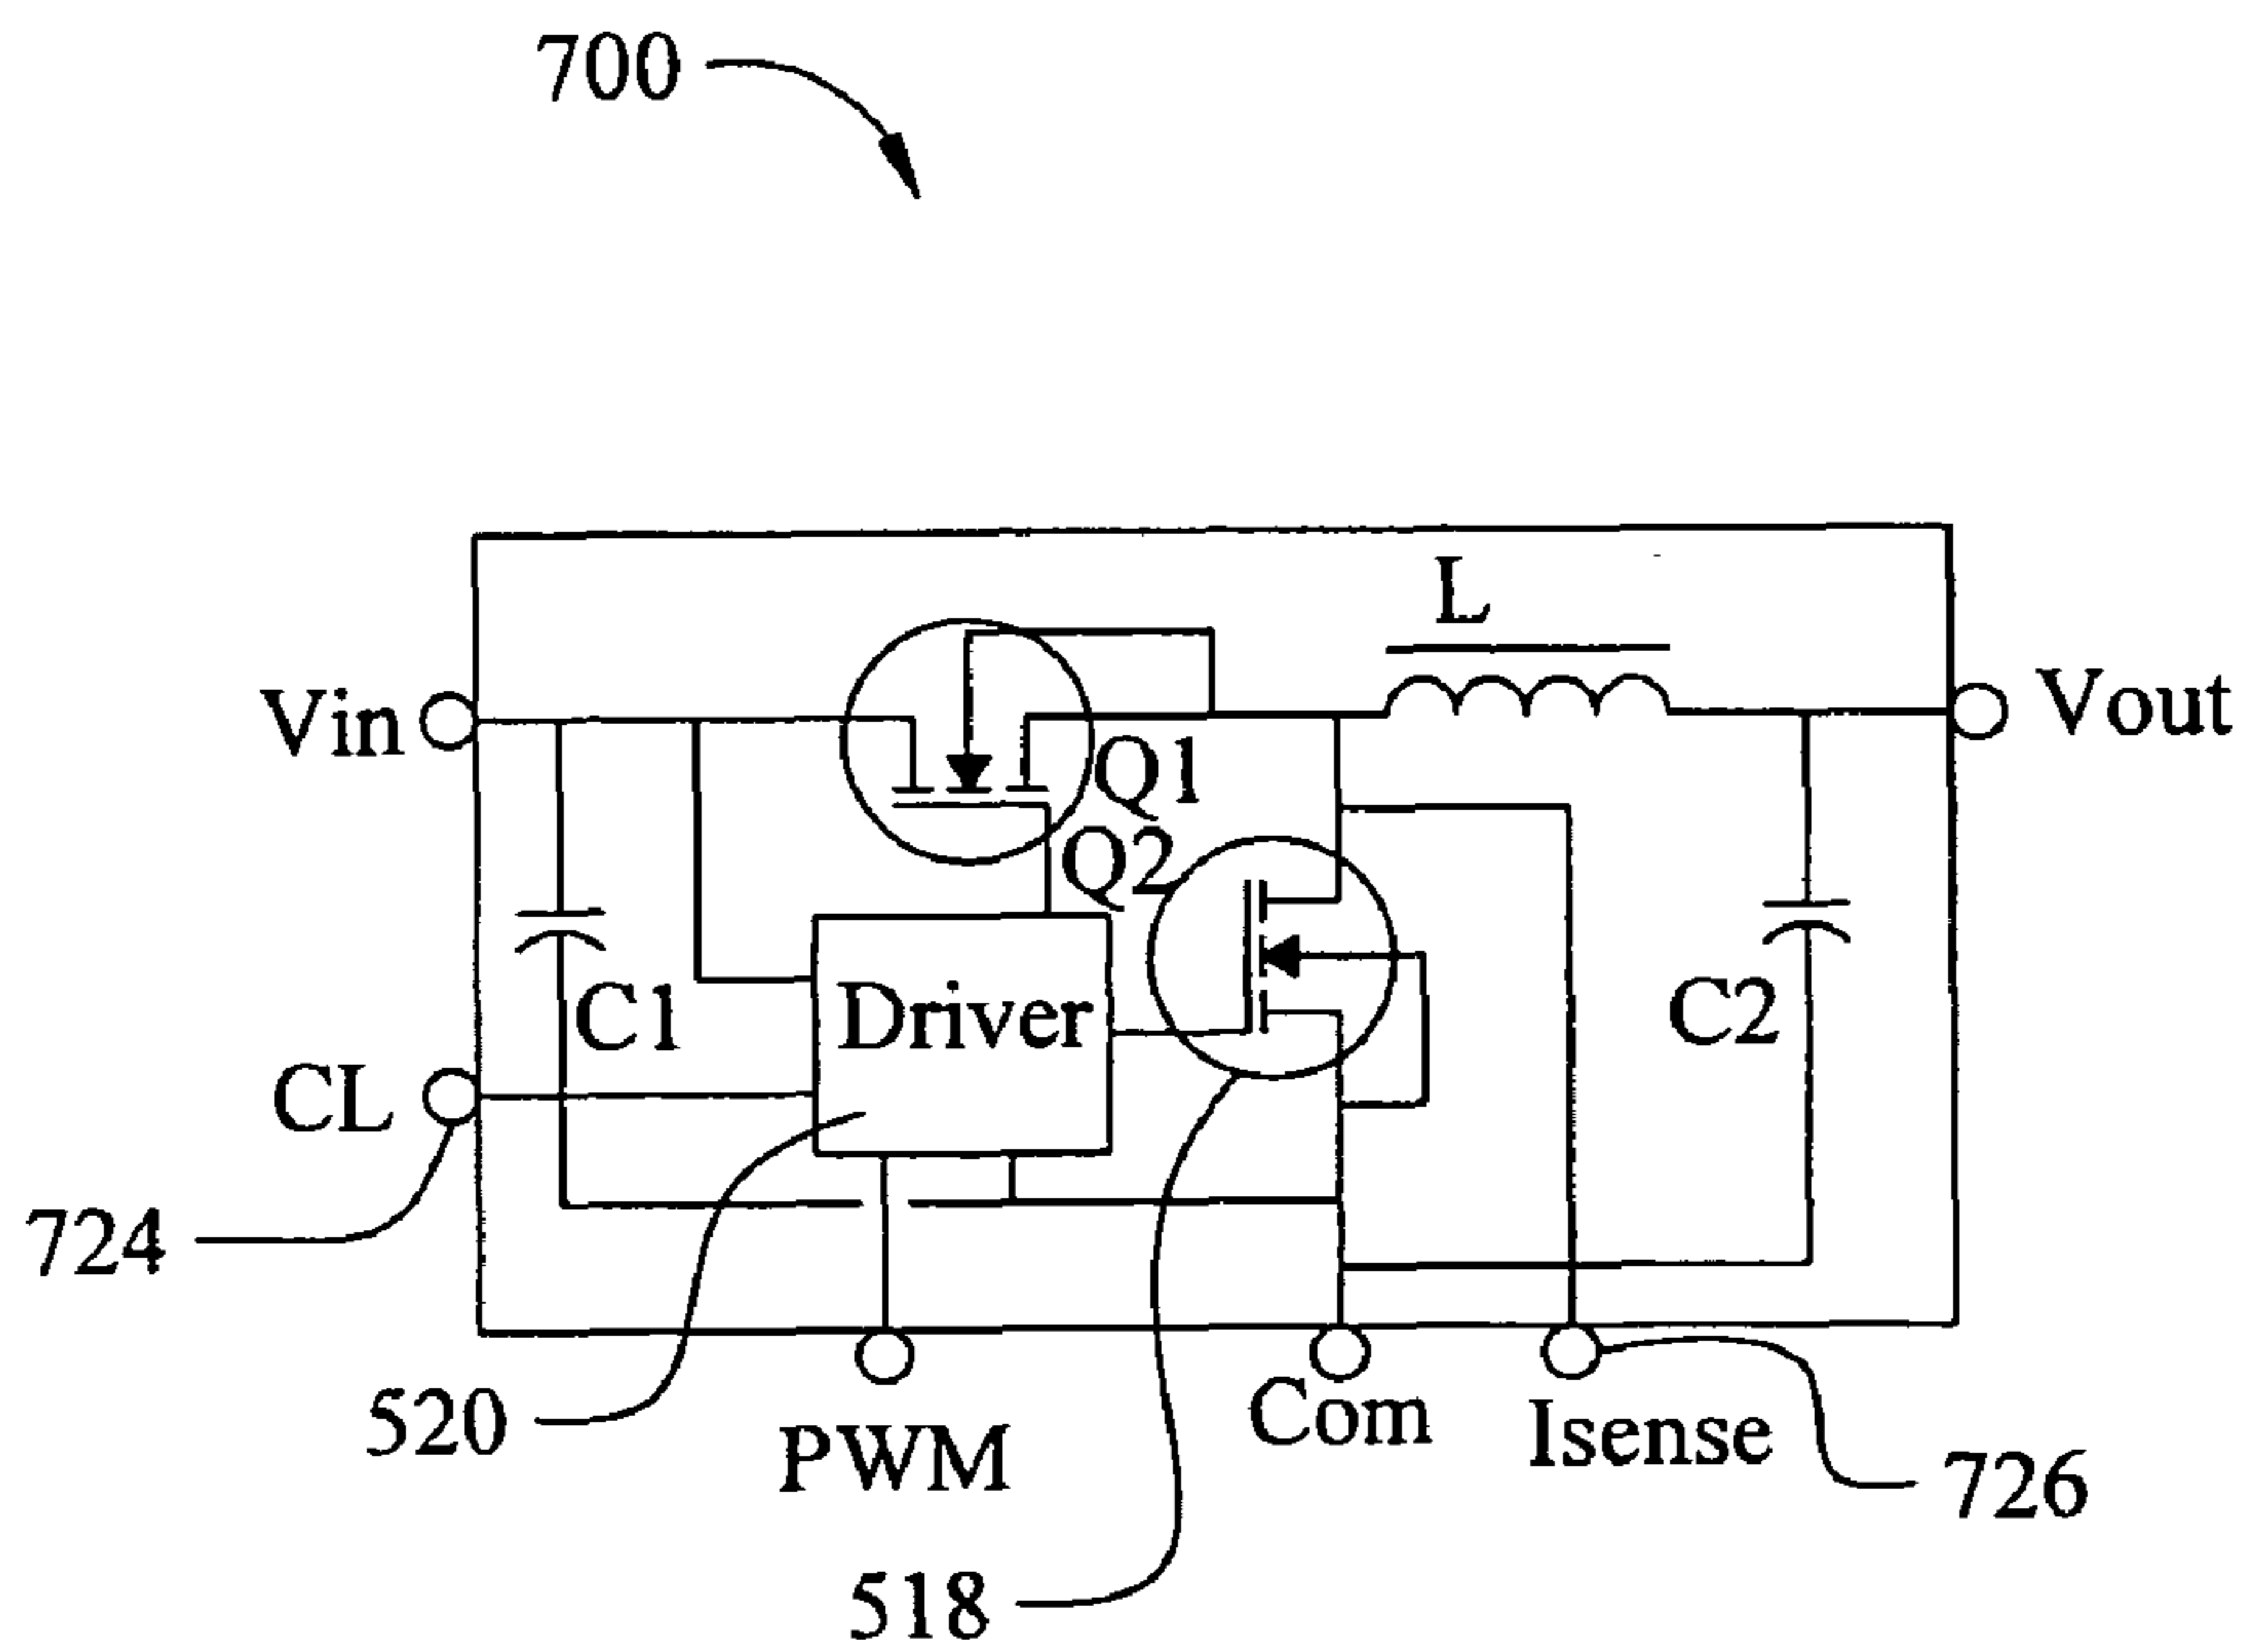 700
L
Vin
Vout
Q1
Q2
C1
Driver
C2
CL
724
520
PWM
Com
Isense
726
518